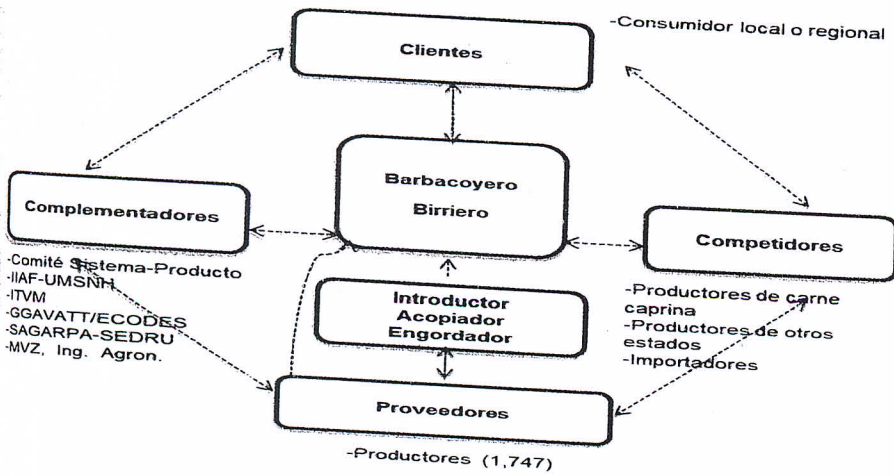 -Consumidor local o regional
Clientes
Barbacoyero
Birriero
Complementadores
Competidores
-Comité Sistema-Producto
-IIAF-UMSNH
-ITVM
-GGAVATT/ECODES
-SAGARPA-SEDRU
-MVZ, Ing. Agron.
Introductor
Acopiador
Engordador
-Productores de carne
caprina
-Productores de otros
estados
-Importadores
Proveedores
-Productores (1,747)